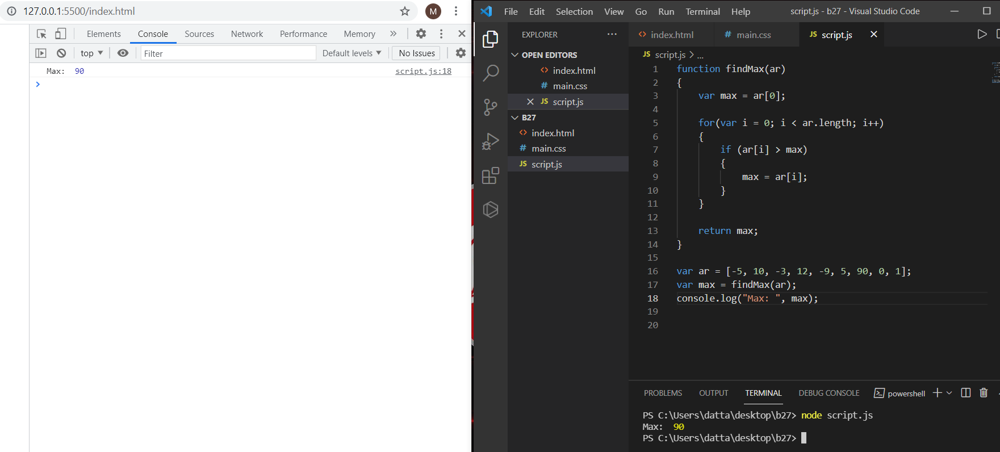 127.0.0.1:5500/index.html
M
Elements Console Sources Network Performance Memory »
top Filter Default levels No Issues
Max: 90 script.js:18
>
File Edit Selection View Go Run Terminal Help script.js - b27 - Visual Studio Code
EXPLORER ...
OPEN EDITORS
<> index.html
# main.css
JS script.js
B27
<> index.html
# main.css
JS script.js
<> index.html # main.css JS script.js
JS script.js > ...
1 function findMax(ar)
2 {
3 var max = ar[0];
4
5 for(var i = 0; i < ar.length; i++)
6 {
7 if (ar[i] > max)
8 {
9 max = ar[i];
10 }
11 }
12
13 return max;
14 }
15
16 var ar = [-5, 10, -3, 12, -9, 5, 90, 0, 1];
17 var max = findMax(ar);
18 console.log("Max: ", max);
19
20
PROBLEMS OUTPUT TERMINAL DEBUG CONSOLE powershell
PS C:\Users\datta\desktop\b27> node script.js
Max: 90
PS C:\Users\datta\desktop\b27>